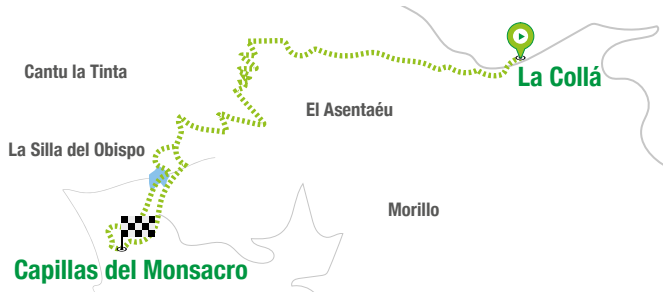 Cantu la Tinta
La Collá
El Asentaéu
La Silla del Obispo
Morillo
Capillas del Monsacro